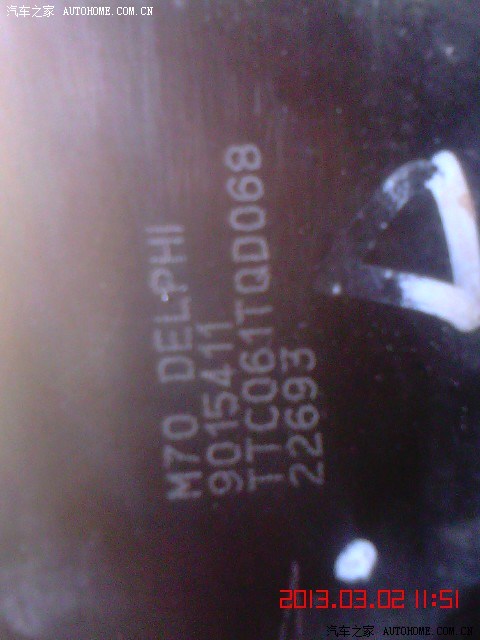 汽车之家 AUTOHOME.COM.CN
M70 DELPHI
9015411
TTC061TQD068
22693
2013.03.02 11:51
汽车之家 AUTOHOME.COM.CN